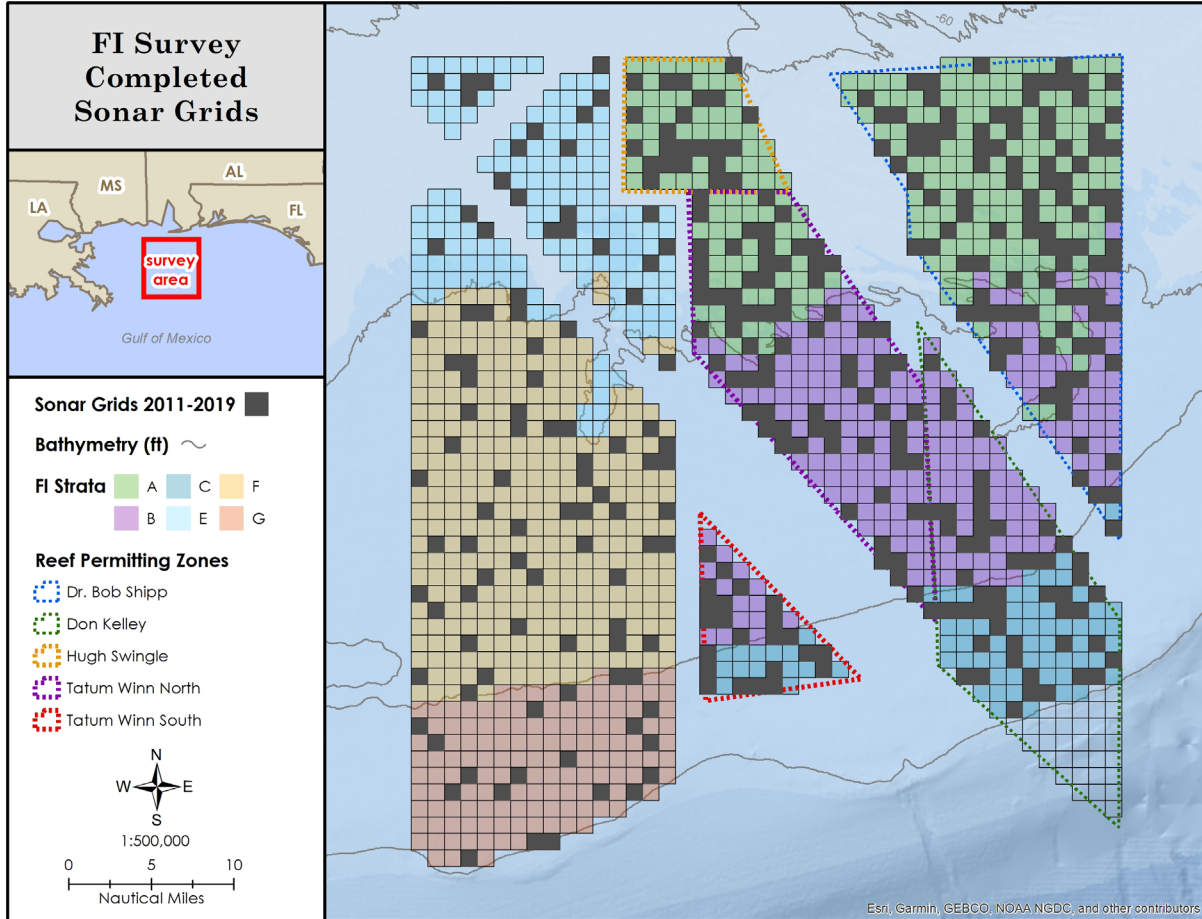 FI Survey
Completed
Sonar Grids
MS
AL
LA
FL
survey
area
Gulf of Mexico
Sonar Grids 2011-2019
Bathymetry (ft)
FI Strata
A
C
F
B
E
G
Reef Permitting Zones
Dr. Bob Shipp
Don Kelley
Hugh Swingle
Tatum Winn North
Tatum Winn South
N
W
E
S
1:500,000
0
5
10
Nautical Miles
-60
Esri, Garmin, GEBCO, NOAA NGDC, and other contributors